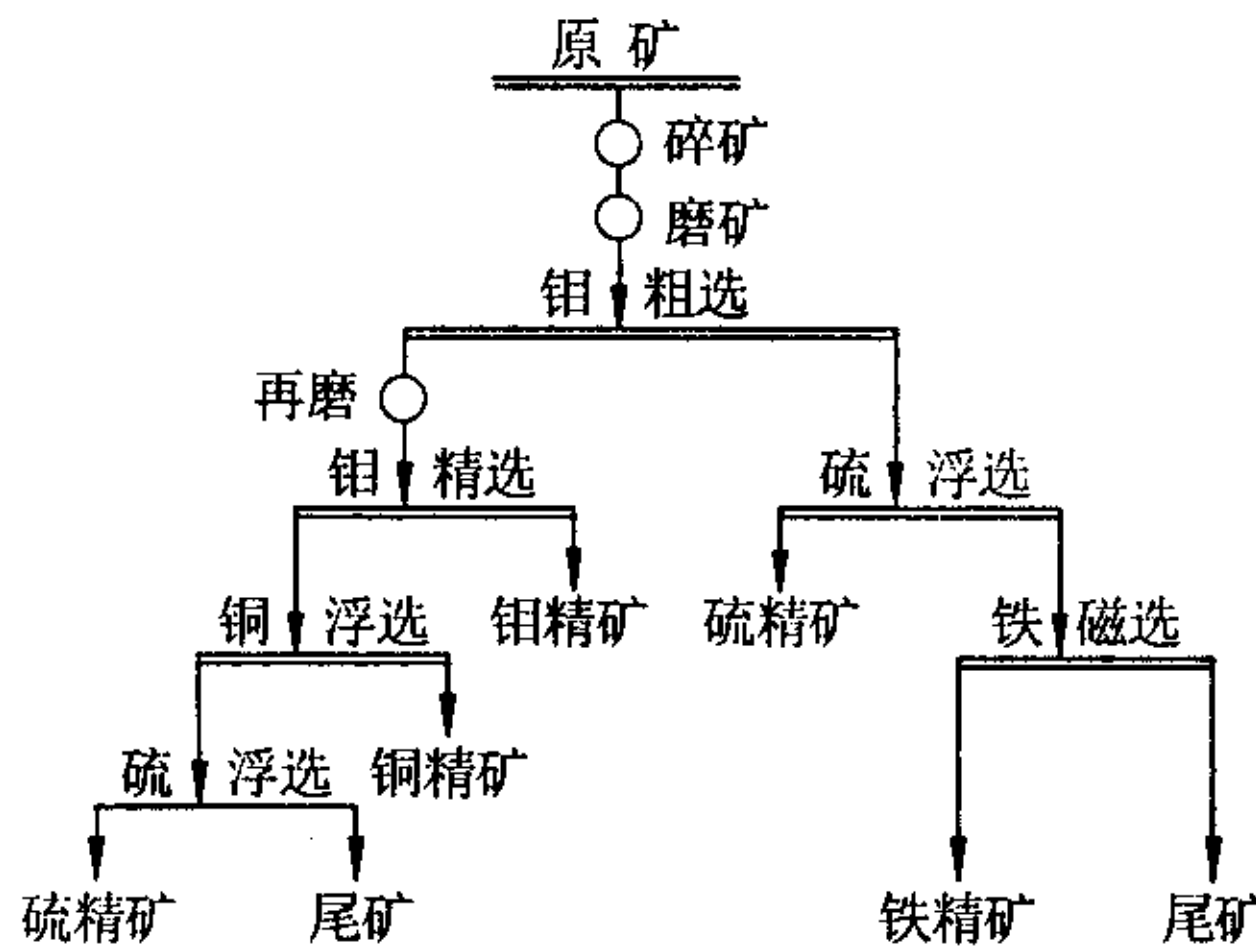 原 矿
碎矿
磨矿
钼 粗选
再磨
钼 精选
硫 浮选
铜 浮选
钼精矿
硫精矿
铁 磁选
硫 浮选
铜精矿
硫精矿
尾矿
铁精矿
尾矿